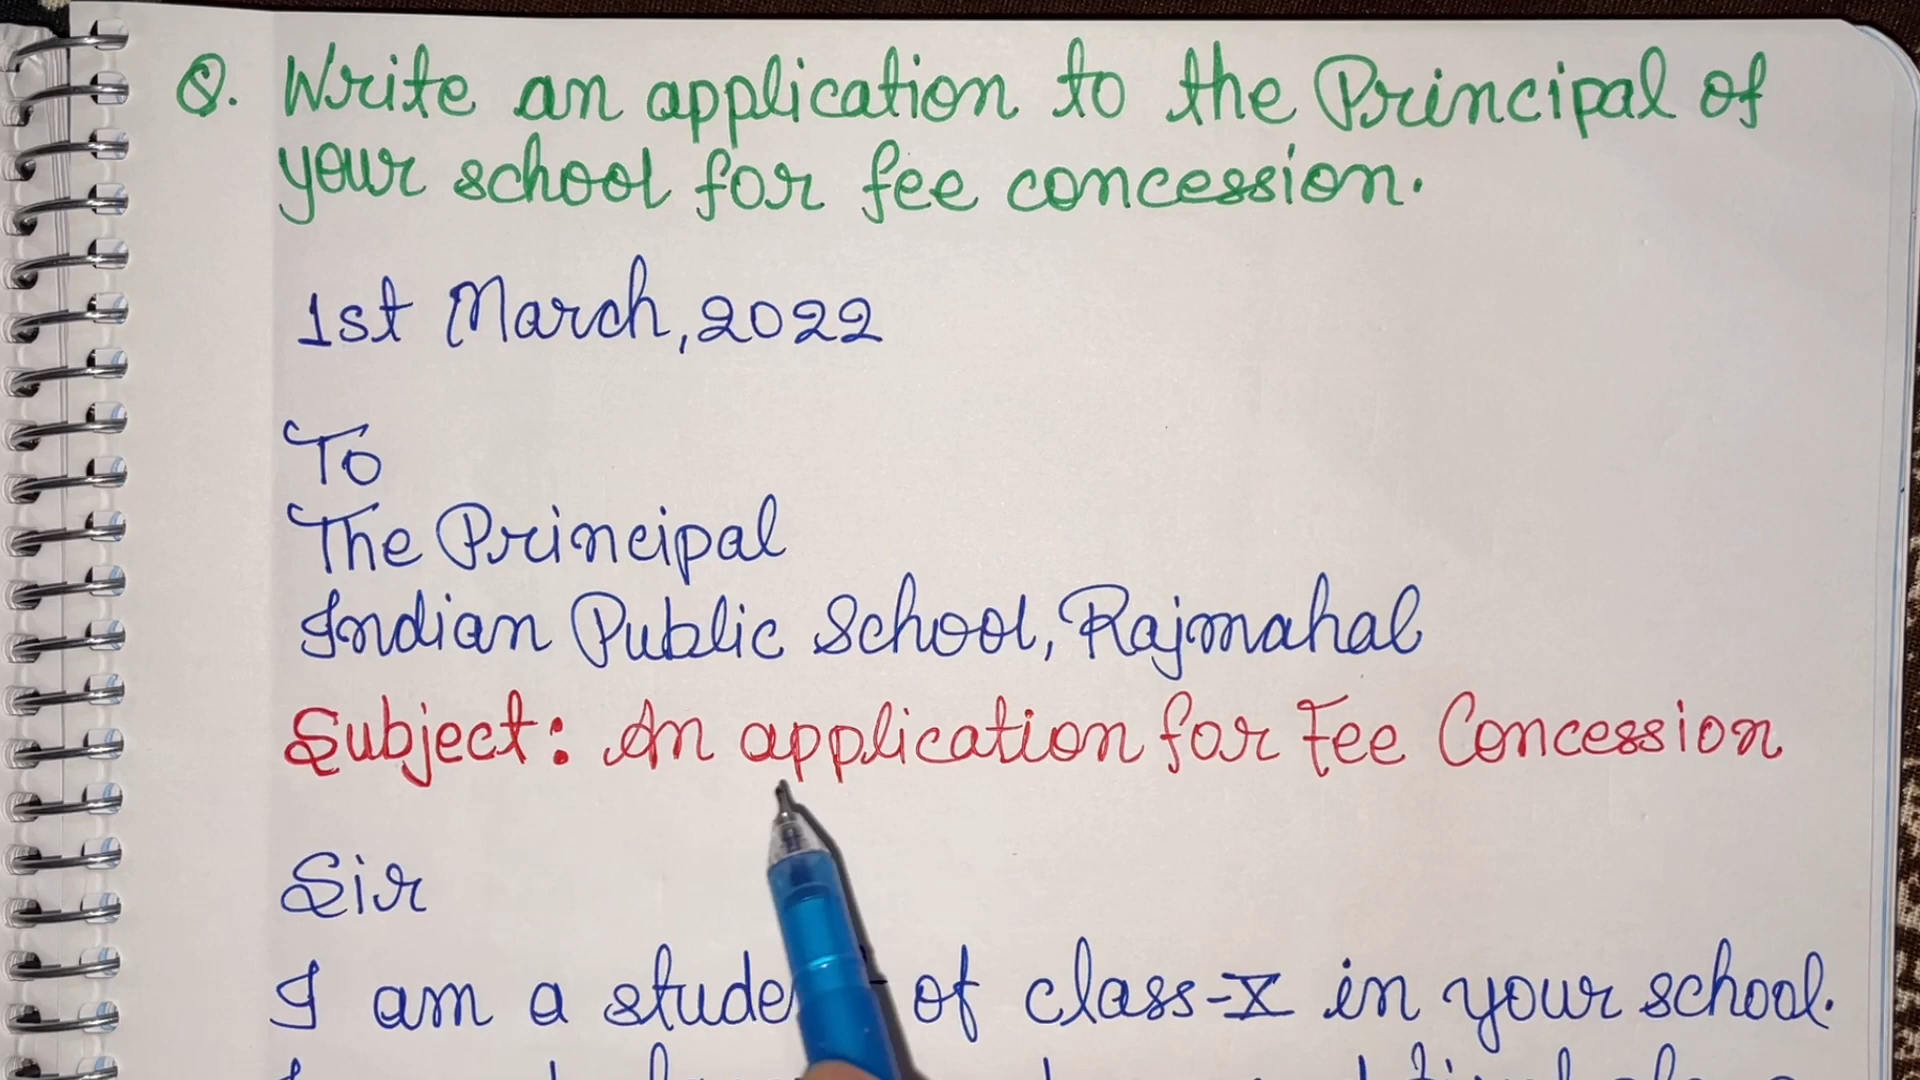 Q. Write an application to the Principal of
your school for fee concession.
1st March, 2022
To
The Principal
Indian Public School, Rajmahal
Subject: An application for Fee Concession
Sir
I am a of class-X in your school.